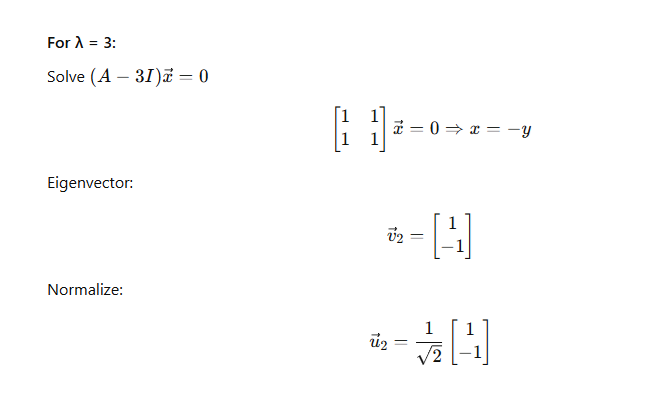 For λ = 3:
Solve (A − 3I)x⃗ = 0
[1 1; 1 1] x⃗ = 0 ⇒ x = −y
Eigenvector:
v⃗₂ = [1; −1]
Normalize:
u⃗₂ = 1/√2 [1; −1]